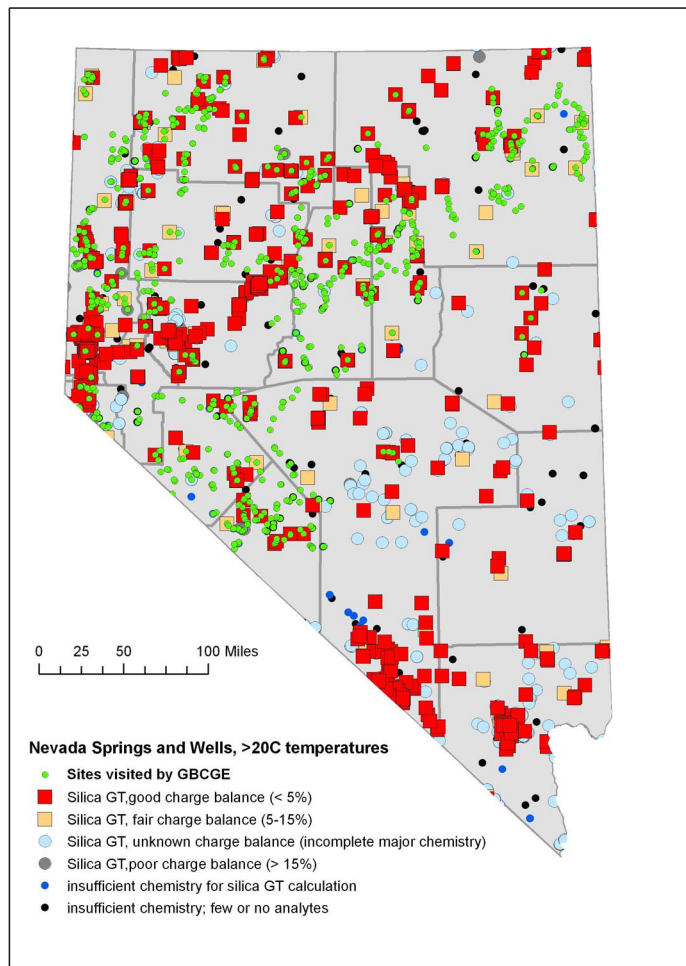 0 25 50 100 Miles
Nevada Springs and Wells, >20C temperatures
Sites visited by GBCGE
Silica GT,good charge balance (< 5%)
Silica GT, fair charge balance (5-15%)
Silica GT, unknown charge balance (incomplete major chemistry)
Silica GT,poor charge balance (> 15%)
insufficient chemistry for silica GT calculation
insufficient chemistry; few or no analytes